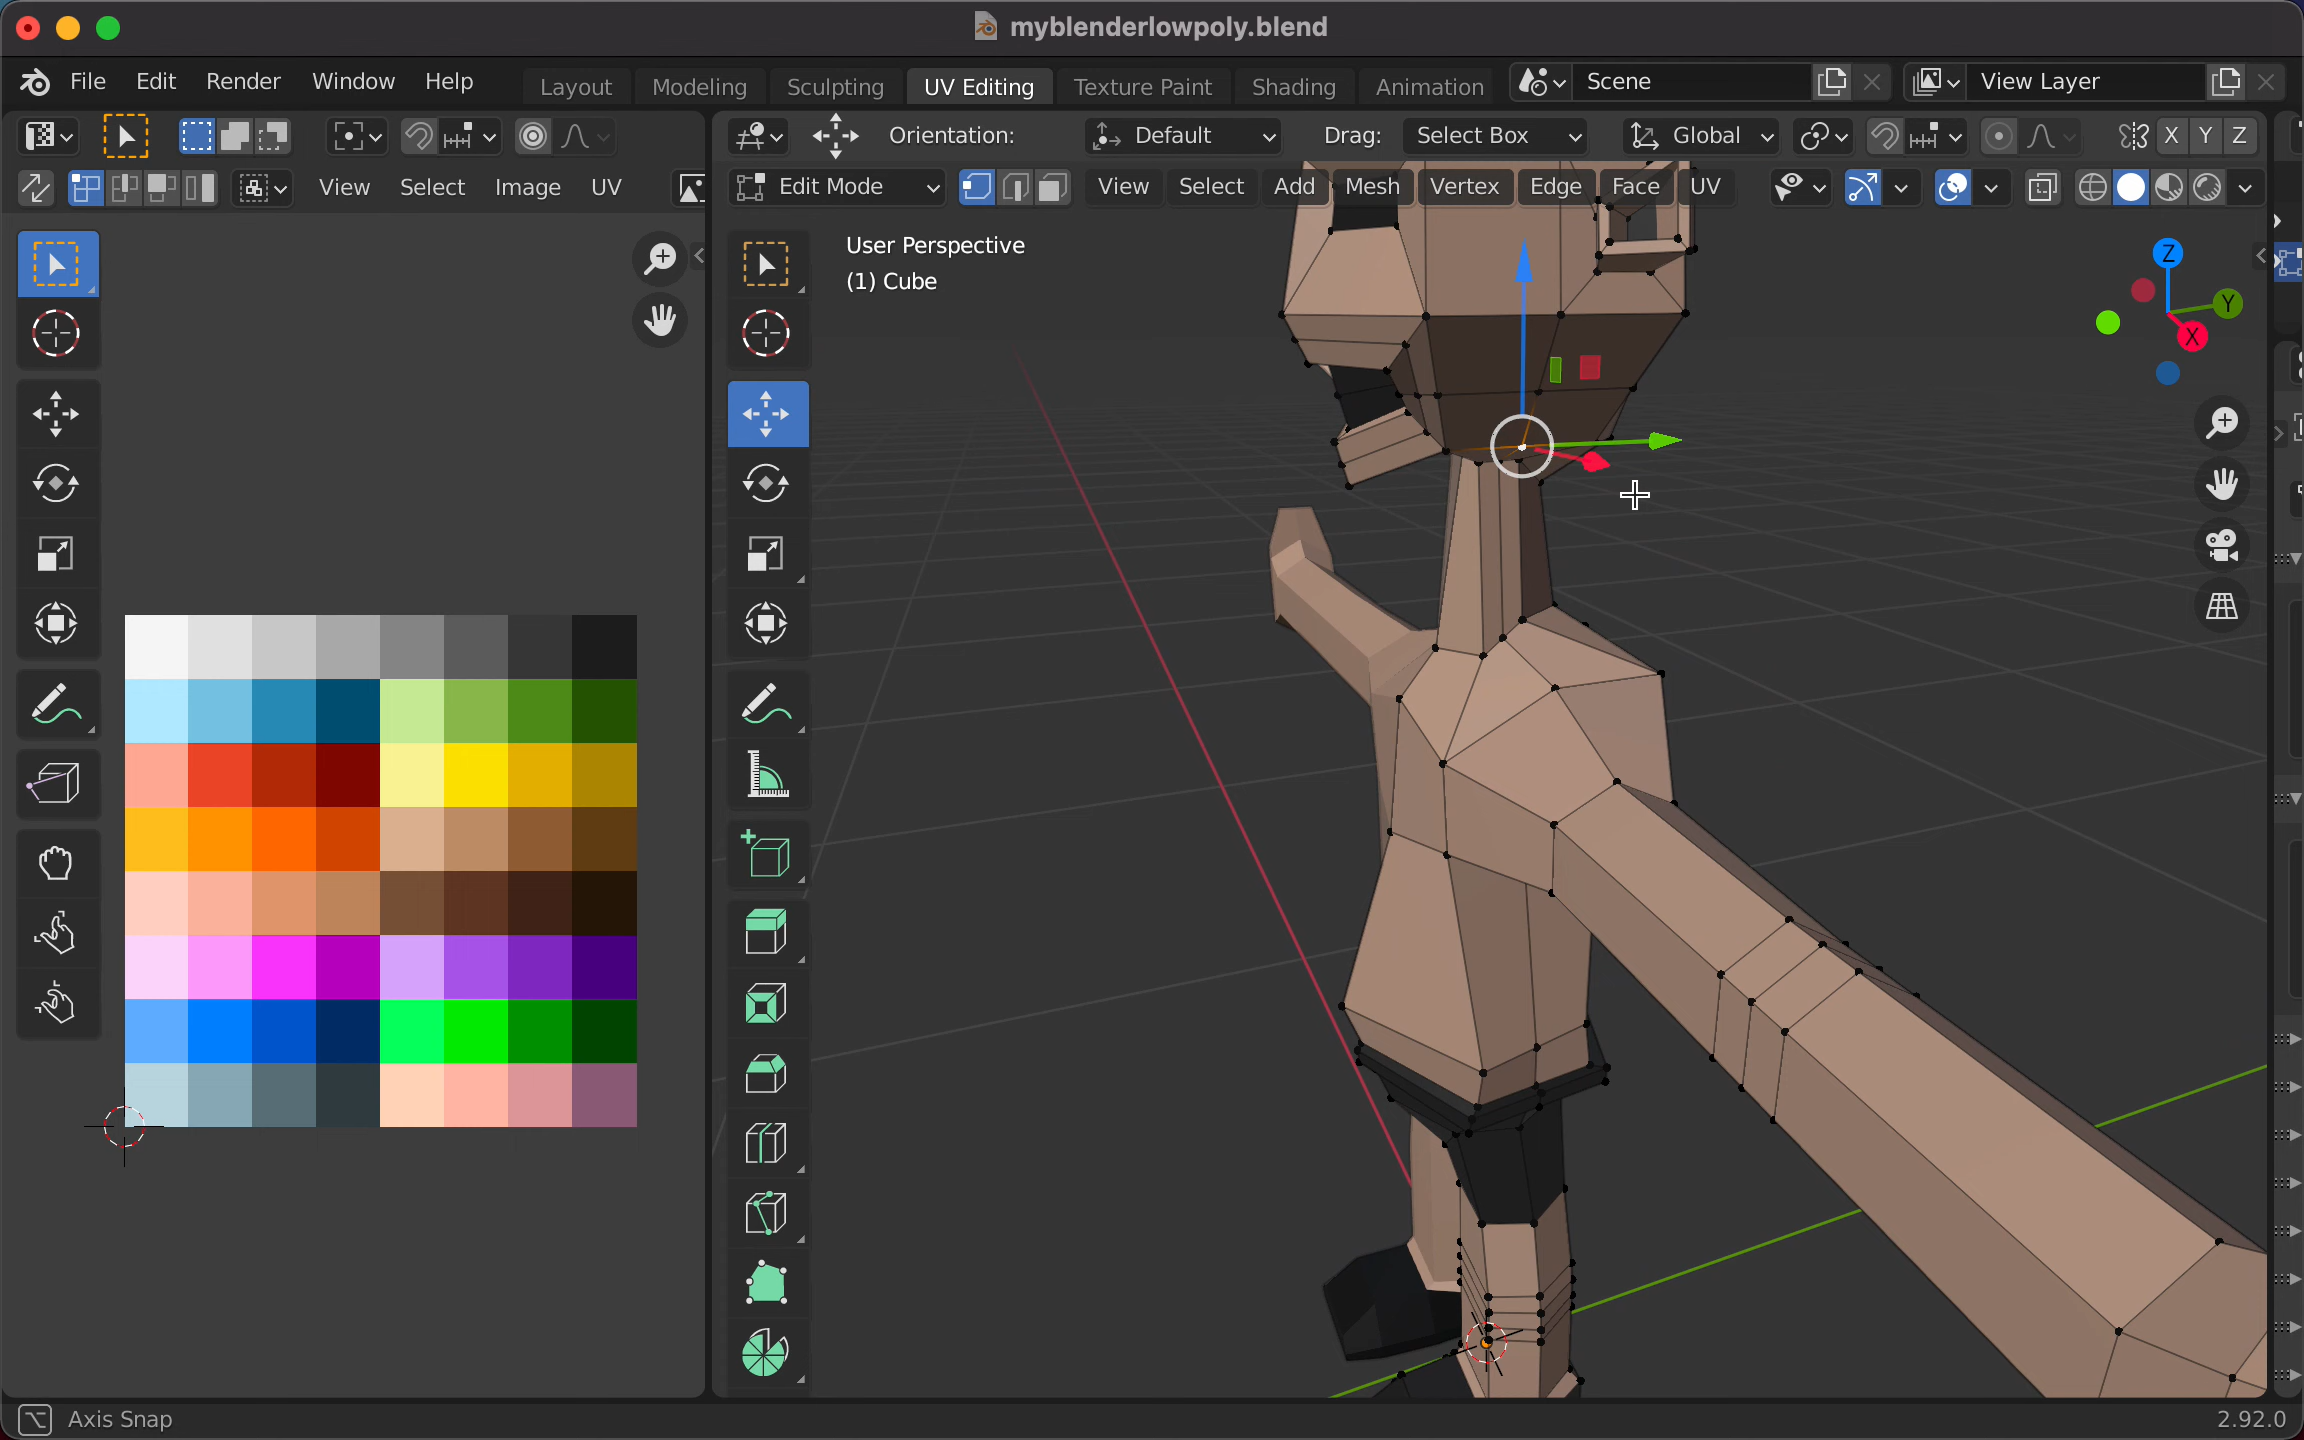 myblenderlowpoly.blend
File Edit Render Window Help Layout Modeling Sculpting UV Editing Texture Paint Shading Animation Scene View Layer
Orientation: Default Drag: Select Box Global X Y Z
View Select Image UV Edit Mode View Select Add Mesh Vertex Edge Face UV
User Perspective
(1) Cube
Z
Y
X
Axis Snap 2.92.0